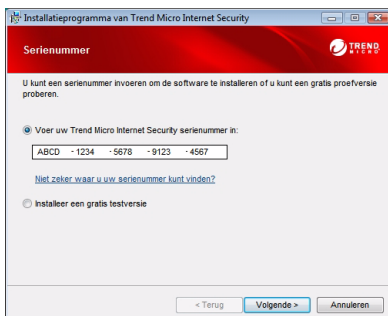 Installatieprogramma van Trend Micro Internet Security
Serienummer
TREND
MICRO
U kunt een serienummer invoeren om de software te installeren of u kunt een gratis proefversie
proberen.
Voer uw Trend Micro Internet Security serienummer in:
ABCD - 1234 - 5678 - 9123 - 4567
Niet zeker waar u uw serienummer kunt vinden?
Installeer een gratis testversie
< Terug Volgende > Annuleren